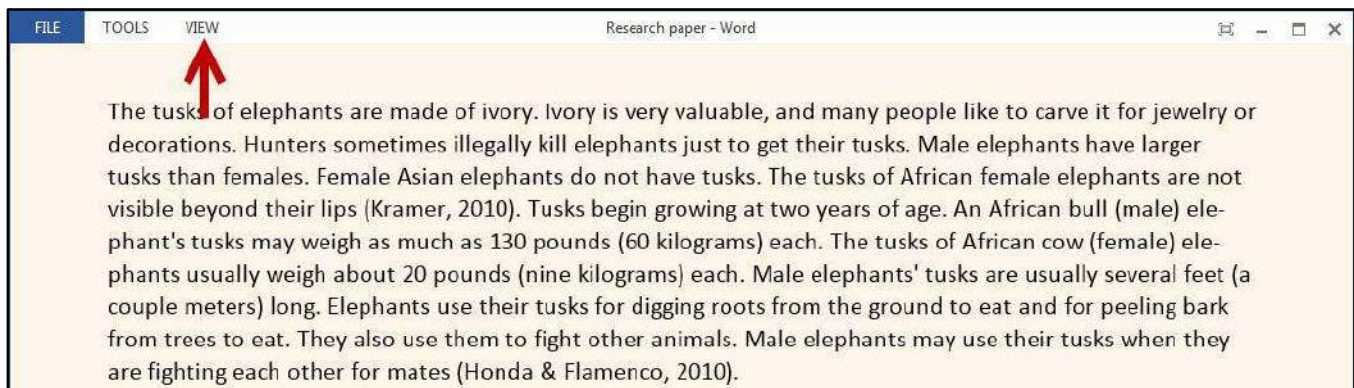 FILE TOOLS VIEW Research paper - Word
The tusks of elephants are made of ivory. Ivory is very valuable, and many people like to carve it for jewelry or
decorations. Hunters sometimes illegally kill elephants just to get their tusks. Male elephants have larger
tusks than females. Female Asian elephants do not have tusks. The tusks of African female elephants are not
visible beyond their lips (Kramer, 2010). Tusks begin growing at two years of age. An African bull (male) ele-
phant's tusks may weigh as much as 130 pounds (60 kilograms) each. The tusks of African cow (female) ele-
phants usually weigh about 20 pounds (nine kilograms) each. Male elephants' tusks are usually several feet (a
couple meters) long. Elephants use their tusks for digging roots from the ground to eat and for peeling bark
from trees to eat. They also use them to fight other animals. Male elephants may use their tusks when they
are fighting each other for mates (Honda & Flamenco, 2010).